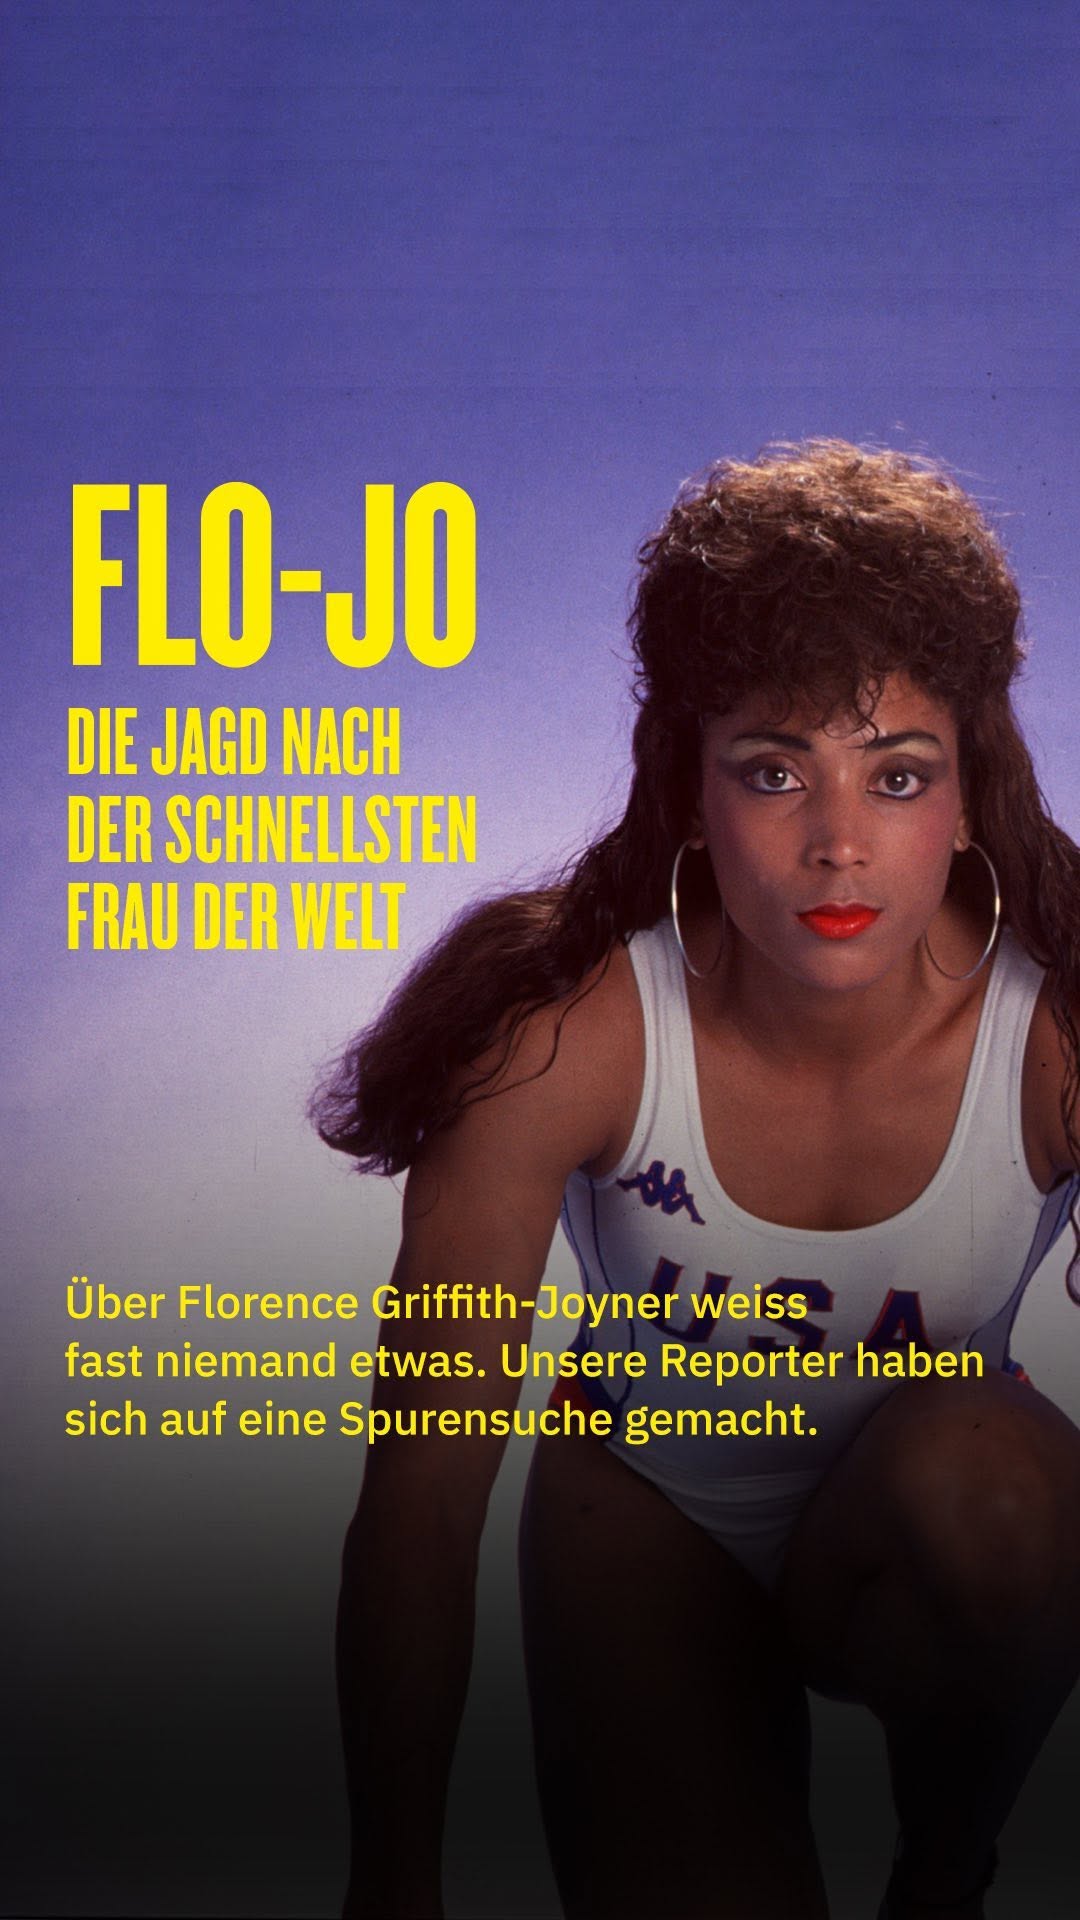 FLO-JO
DIE JAGD NACH
DER SCHNELLSTEN
FRAU DER WELT
USA
Über Florence Griffith-Joyner weiss
fast niemand etwas. Unsere Reporter haben
sich auf eine Spurensuche gemacht.